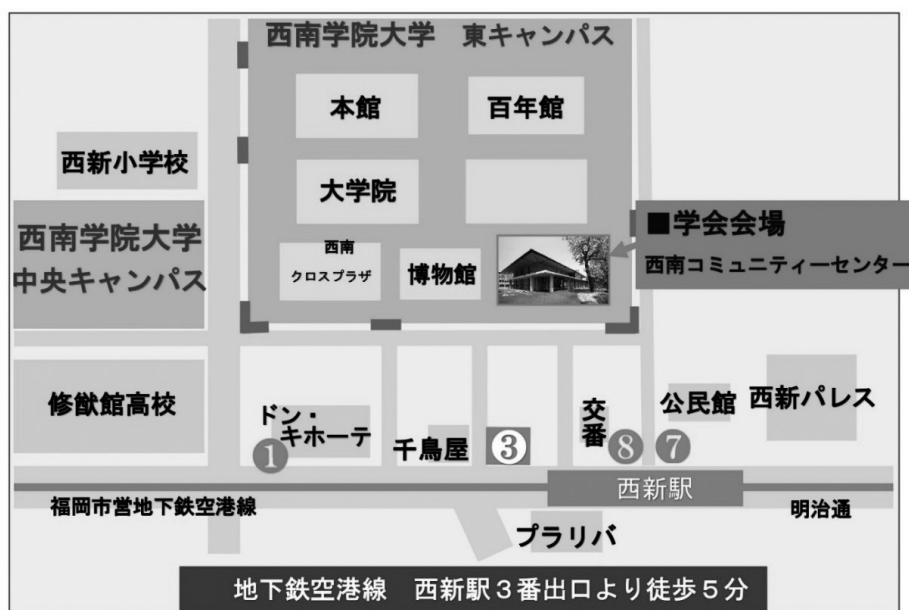 西南学院大学 東キャンパス
本館
百年館
西新小学校
大学院
西南学院大学
中央キャンパス
■学会会場
西南コミュニティーセンター
西南
クロスプラザ
博物館
修猷館高校
ドン・
キホーテ
1
千鳥屋
3
交番
8
7
公民館
西新パレス
西新駅
福岡市営地下鉄空港線
明治通
プラリバ
地下鉄空港線 西新駅3番出口より徒歩5分